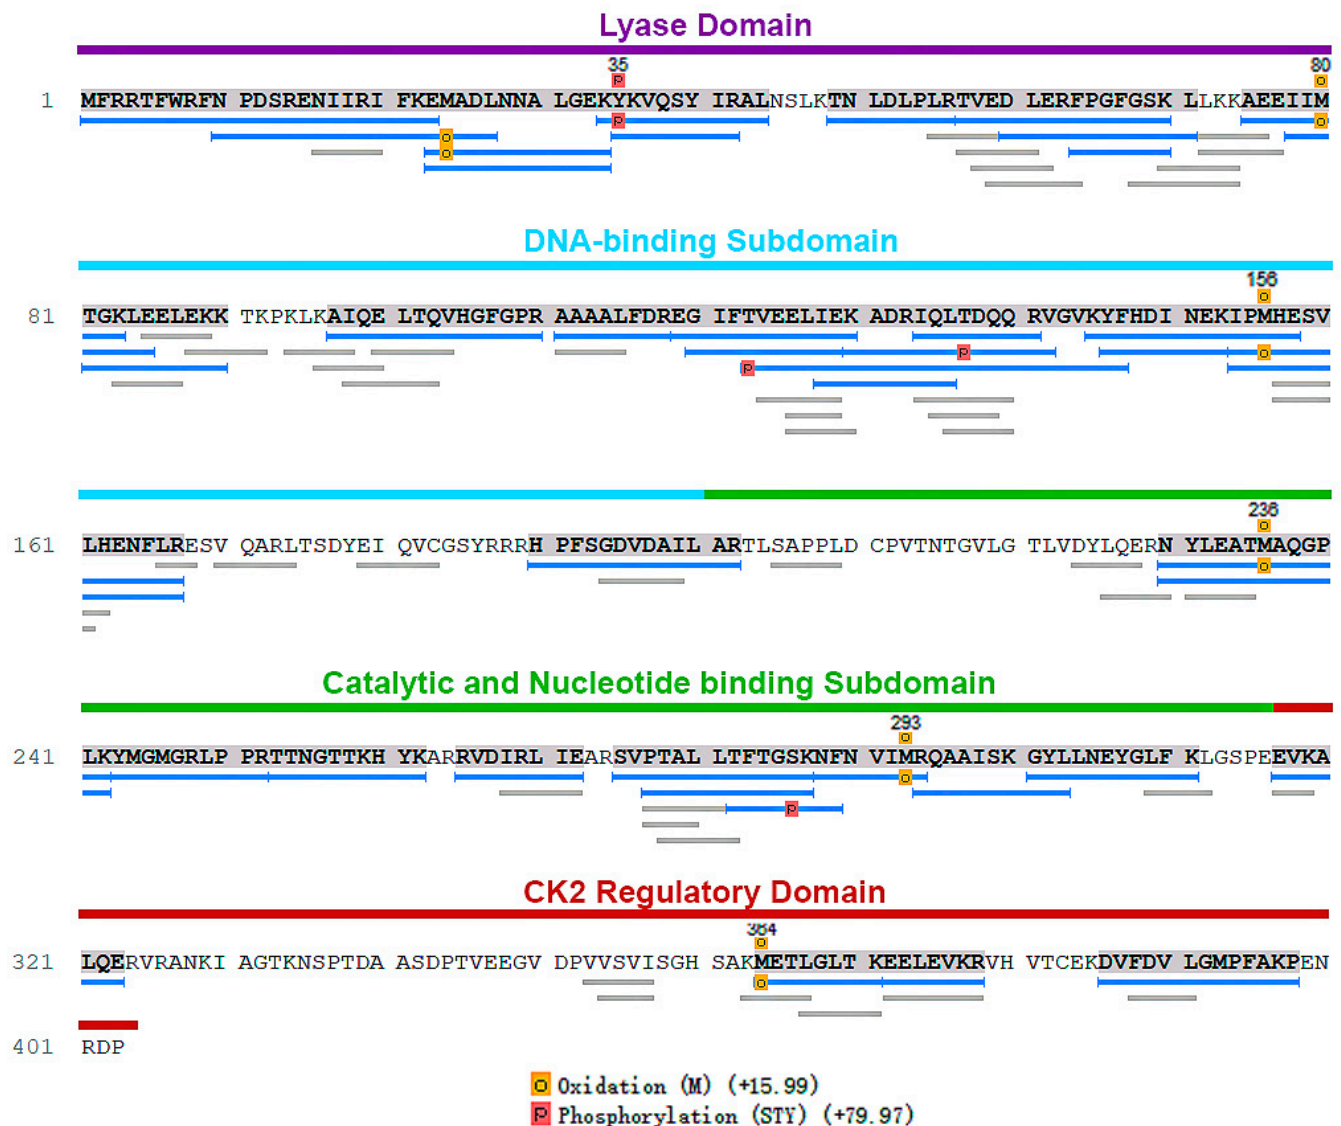 Lyase Domain
35 80
P O
1 MFRRTFWRFN PDSRENIIRI FKEMADLNNA LGEKYKVQSY IRALNSLKTN LDLPLRTVED LERFPGFGSK LLKKAEEIIM
P O
O
O
DNA-binding Subdomain
156
O
81 TGKLEELEKK TKPKLKAIQE LTQVHGFGPR AAAALFDREG IFTVEELIEK ADRIQLTDQQ RVGVKYFHDI NEKIPMHESV
P O
P
238
O
161 LHENFLRESV QARLTSDYEI QVCGSYRRRH PFSGDVDAIL ARTLSAPPLD CPVTNTGVLG TLVDYLQERN YLEATMAQGP
O
Catalytic and Nucleotide binding Subdomain
293
O
241 LKYMGMGRLP PRTTNGTTKH YKARRVDIRL IEARSVPTAL LTFTGSKNFN VIMRQAAISK GYLLNEYGLF KLGSPEEVKA
O
P
CK2 Regulatory Domain
364
O
321 LQERVRANKI AGTKNSPTDA ASDPTVEEGV DPVVSVISGH SAKMETLGLT KEELEVKRVH VTCEKDVFDV LGMPFAKPEN
O
401 RDP
O Oxidation (M) (+15.99)
P Phosphorylation (STY) (+79.97)